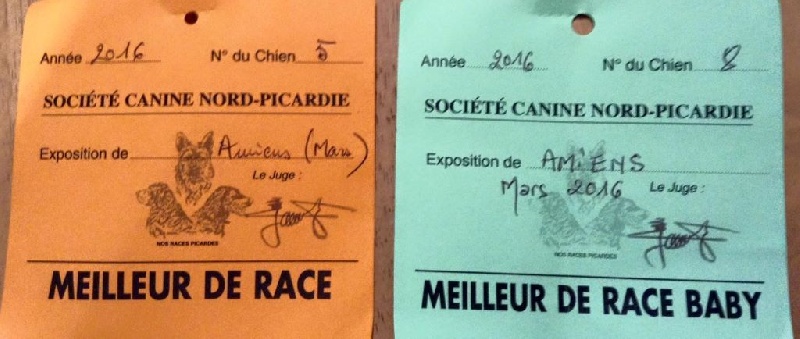 Année 2016 N° du Chien 5
SOCIÉTÉ CANINE NORD-PICARDIE
Exposition de Amiens (Mars)
Le Juge :
NOS RACES PICARDES
MEILLEUR DE RACE
Année 2016 N° du Chien 8
SOCIÉTÉ CANINE NORD-PICARDIE
Exposition de AMIENS
Mars 2016 Le Juge :
NOS RACES PICARDES
MEILLEUR DE RACE BABY